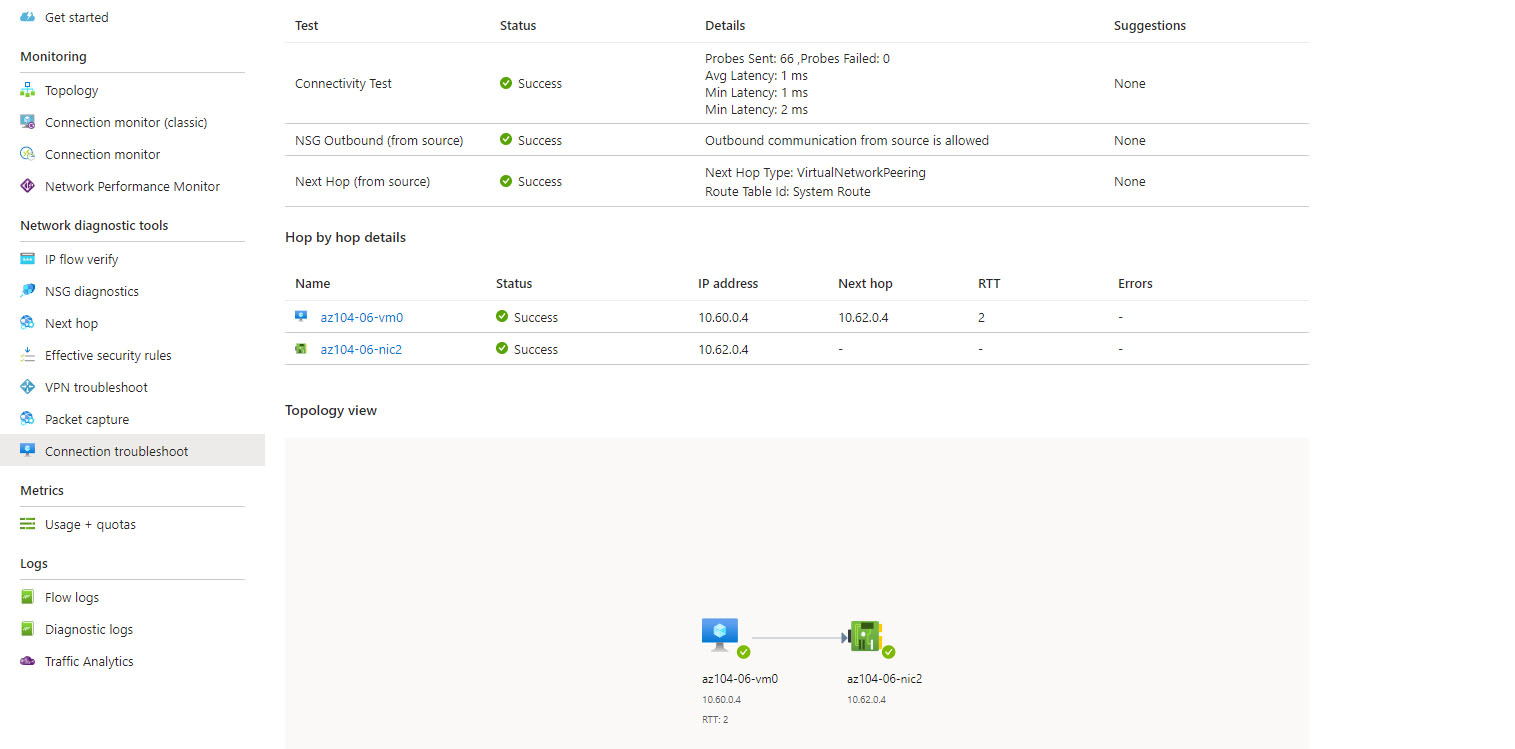 Get started
Monitoring
Topology
Connection monitor (classic)
Connection monitor
Network Performance Monitor
Network diagnostic tools
IP flow verify
NSG diagnostics
Next hop
Effective security rules
VPN troubleshoot
Packet capture
Connection troubleshoot
Metrics
Usage + quotas
Logs
Flow logs
Diagnostic logs
Traffic Analytics
Test Status Details Suggestions
Connectivity Test Success Probes Sent: 66 ,Probes Failed: 0 None
Avg Latency: 1 ms
Min Latency: 1 ms
Min Latency: 2 ms
NSG Outbound (from source) Success Outbound communication from source is allowed None
Next Hop (from source) Success Next Hop Type: VirtualNetworkPeering None
Route Table Id: System Route
Hop by hop details
Name Status IP address Next hop RTT Errors
az104-06-vm0 Success 10.60.0.4 10.62.0.4 2 -
az104-06-nic2 Success 10.62.0.4 - - -
Topology view
az104-06-vm0 az104-06-nic2
10.60.0.4 10.62.0.4
RTT: 2